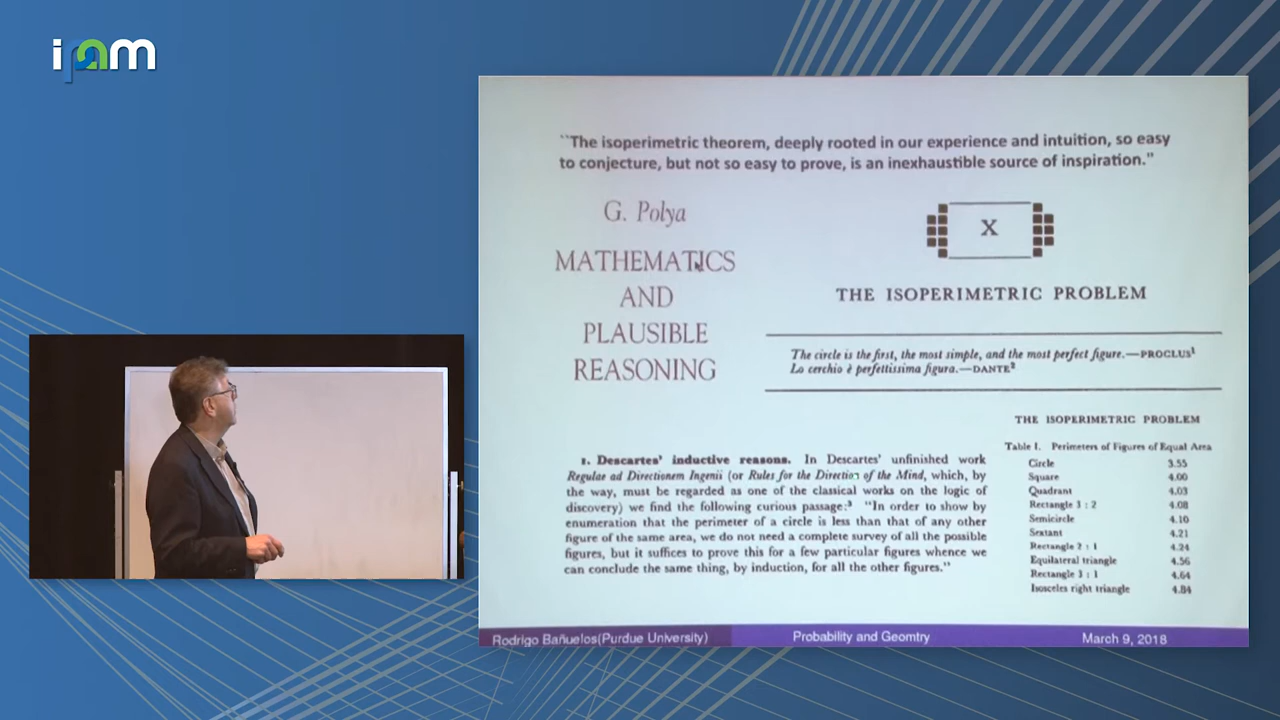 ipam
``The isoperimetric theorem, deeply rooted in our experience and intuition, so easy
to conjecture, but not so easy to prove, is an inexhaustible source of inspiration.”
G. Polya
MATHEMATICS
AND
PLAUSIBLE
REASONING
X
THE ISOPERIMETRIC PROBLEM
The circle is the first, the most simple, and the most perfect figure.—PROCLUS¹
Lo cerchio è perfettissima figura.—DANTE²
1. Descartes' inductive reasons. In Descartes' unfinished work
Regulae ad Directionem Ingenii (or Rules for the Direction of the Mind, which, by
the way, must be regarded as one of the classical works on the logic of
discovery) we find the following curious passage:³ "In order to show by
enumeration that the perimeter of a circle is less than that of any other
figure of the same area, we do not need a complete survey of all the possible
figures, but it suffices to prove this for a few particular figures whence we
can conclude the same thing, by induction, for all the other figures."
THE ISOPERIMETRIC PROBLEM
Table I. Perimeters of Figures of Equal Area
Circle 3.55
Square 4.00
Quadrant 4.03
Rectangle 3 : 2 4.08
Semicircle 4.10
Sextant 4.21
Rectangle 2 : 1 4.24
Equilateral triangle 4.56
Rectangle 3 : 1 4.64
Isosceles right triangle 4.84
Rodrigo Bañuelos(Purdue University) Probability and Geomtry March 9, 2018